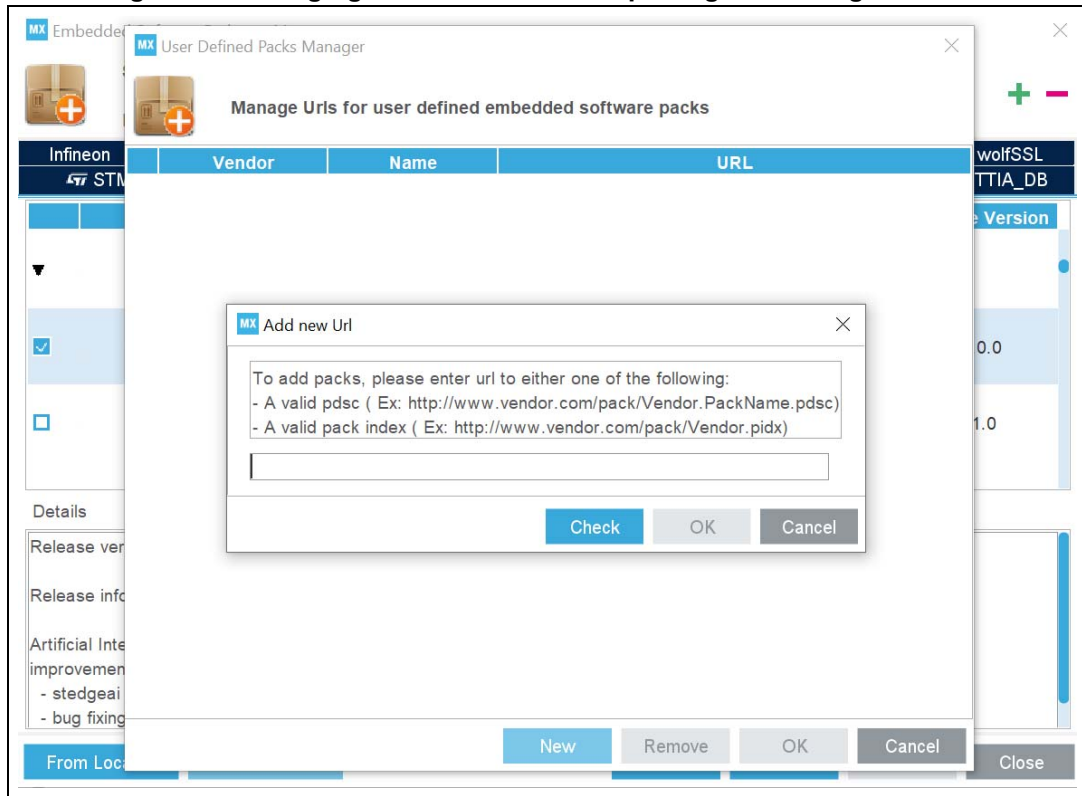 MX Embedde
MX User Defined Packs Manager
Manage Urls for user defined embedded software packs
Infineon
wolfSSL
STM
TTIA_DB
Vendor Name URL
Version
MX Add new Url
To add packs, please enter url to either one of the following:
- A valid pdsc ( Ex: http://www.vendor.com/pack/Vendor.PackName.pdsc)
- A valid pack index ( Ex: http://www.vendor.com/pack/Vendor.pidx)
0.0
1.0
Check OK Cancel
Details
Release ver
Release info
Artificial Inte
improvemen
- stedgeai
- bug fixing
New Remove OK Cancel
From Loc
Close